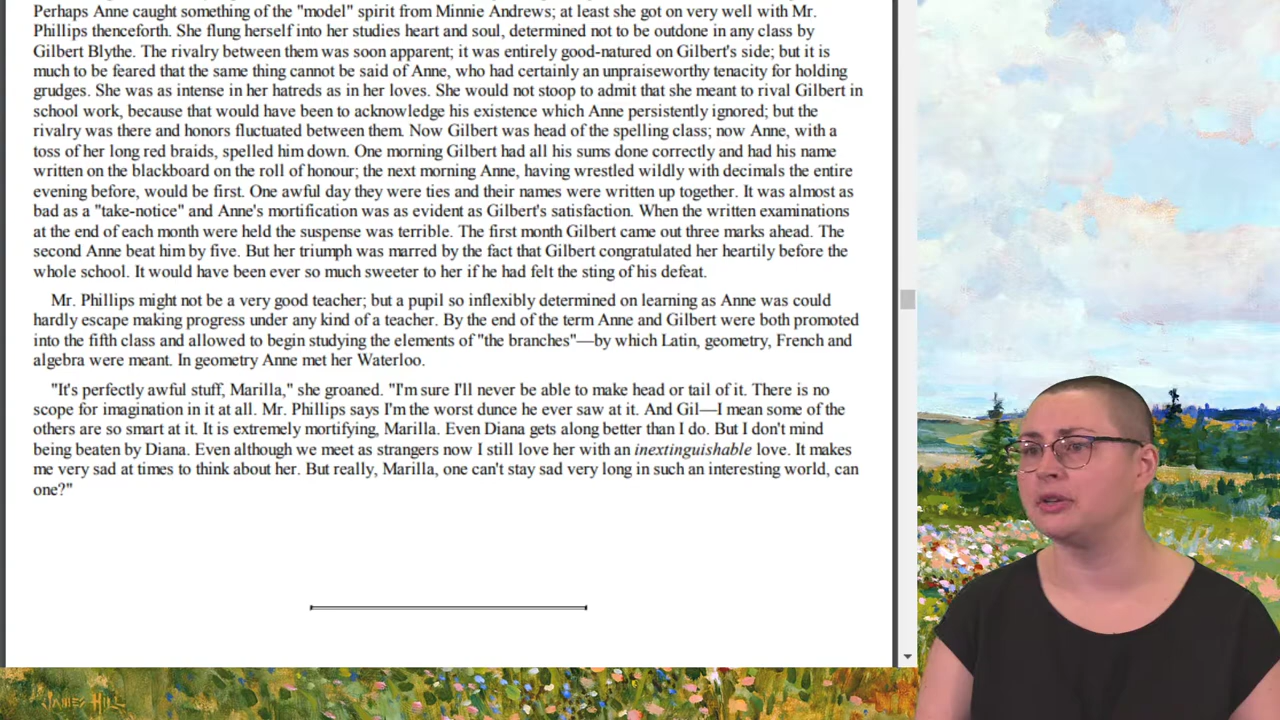 Perhaps Anne caught something of the "model" spirit from Minnie Andrews; at least she got on very well with Mr.
Phillips thenceforth. She flung herself into her studies heart and soul, determined not to be outdone in any class by
Gilbert Blythe. The rivalry between them was soon apparent; it was entirely good-natured on Gilbert's side; but it is
much to be feared that the same thing cannot be said of Anne, who had certainly an unpraiseworthy tenacity for holding
grudges. She was as intense in her hatreds as in her loves. She would not stoop to admit that she meant to rival Gilbert in
school work, because that would have been to acknowledge his existence which Anne persistently ignored; but the
rivalry was there and honors fluctuated between them. Now Gilbert was head of the spelling class; now Anne, with a
toss of her long red braids, spelled him down. One morning Gilbert had all his sums done correctly and had his name
written on the blackboard on the roll of honour; the next morning Anne, having wrestled wildly with decimals the entire
evening before, would be first. One awful day they were ties and their names were written up together. It was almost as
bad as a "take-notice" and Anne's mortification was as evident as Gilbert's satisfaction. When the written examinations
at the end of each month were held the suspense was terrible. The first month Gilbert came out three marks ahead. The
second Anne beat him by five. But her triumph was marred by the fact that Gilbert congratulated her heartily before the
whole school. It would have been ever so much sweeter to her if he had felt the sting of his defeat.
Mr. Phillips might not be a very good teacher; but a pupil so inflexibly determined on learning as Anne was could
hardly escape making progress under any kind of a teacher. By the end of the term Anne and Gilbert were both promoted
into the fifth class and allowed to begin studying the elements of "the branches"—by which Latin, geometry, French and
algebra were meant. In geometry Anne met her Waterloo.
"It's perfectly awful stuff, Marilla," she groaned. "I'm sure I'll never be able to make head or tail of it. There is no
scope for imagination in it at all. Mr. Phillips says I'm the worst dunce he ever saw at it. And Gil—I mean some of the
others are so smart at it. It is extremely mortifying, Marilla. Even Diana gets along better than I do. But I don't mind
being beaten by Diana. Even although we meet as strangers now I still love her with an inextinguishable love. It makes
me very sad at times to think about her. But really, Marilla, one can't stay sad very long in such an interesting world, can
one?"
JAMES HILL